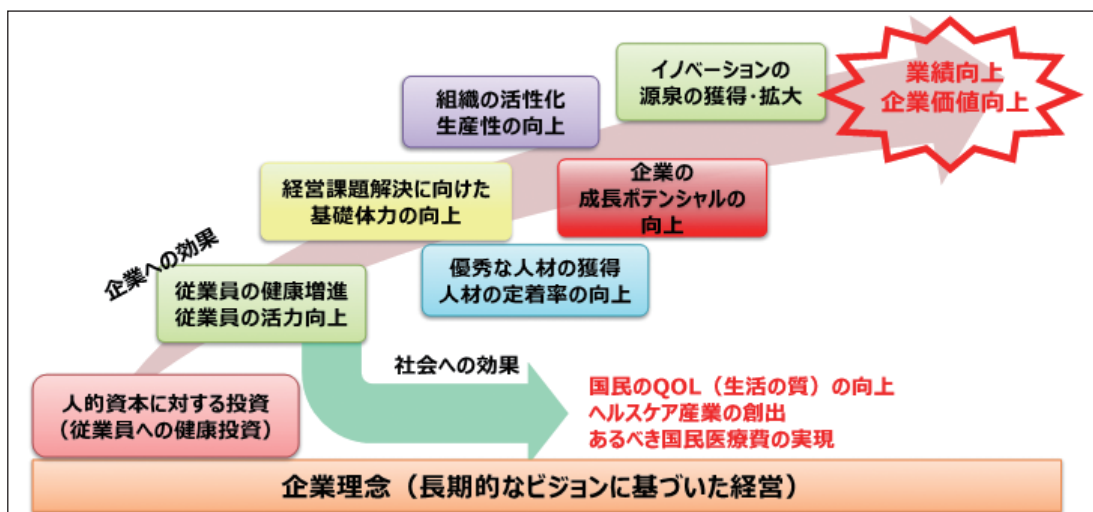 イノベーションの
源泉の獲得・拡大
業績向上
企業価値向上
組織の活性化
生産性の向上
経営課題解決に向けた
基礎体力の向上
企業の
成長ポテンシャルの
向上
企業への効果
優秀な人材の獲得
人材の定着率の向上
従業員の健康増進
従業員の活力向上
社会への効果
国民のQOL（生活の質）の向上
ヘルスケア産業の創出
あるべき国民医療費の実現
人的資本に対する投資
（従業員への健康投資）
企業理念（長期的なビジョンに基づいた経営）